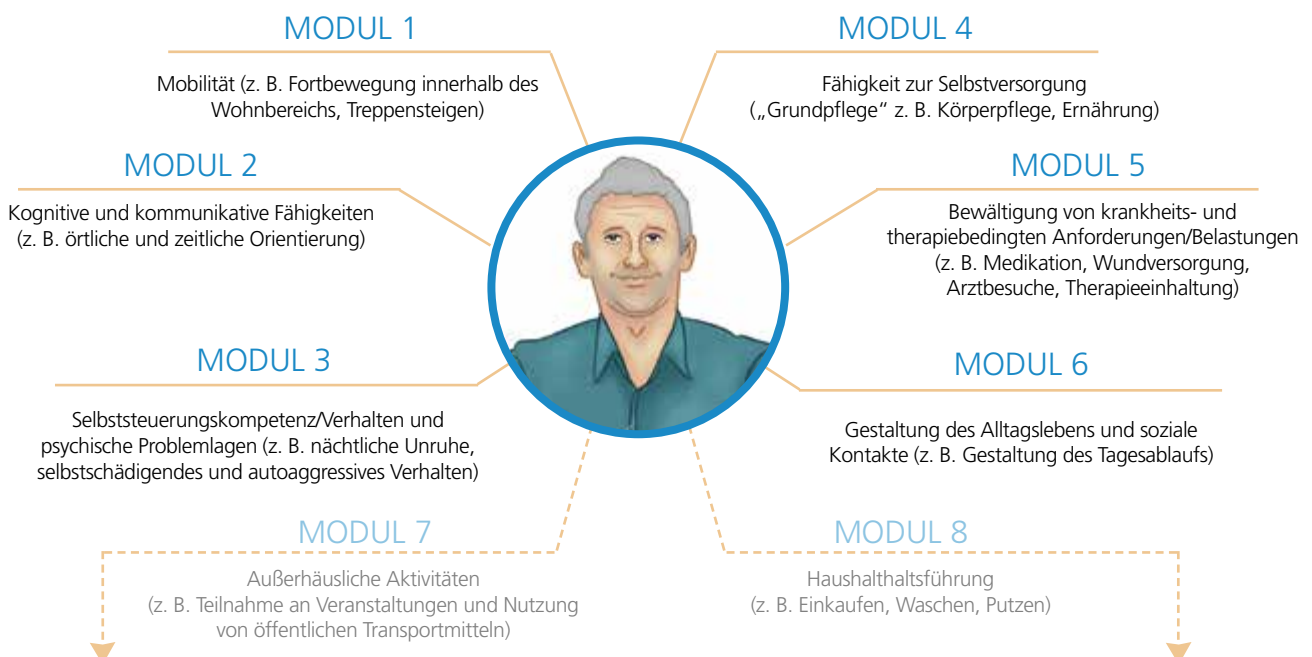 MODUL 1
Mobilität (z. B. Fortbewegung innerhalb des
Wohnbereichs, Treppensteigen)
MODUL 2
Kognitive und kommunikative Fähigkeiten
(z. B. örtliche und zeitliche Orientierung)
MODUL 3
Selbststeuerungskompetenz/Verhalten und
psychische Problemlagen (z. B. nächtliche Unruhe,
selbstschädigendes und autoaggressives Verhalten)
MODUL 4
Fähigkeit zur Selbstversorgung
(„Grundpflege“ z. B. Körperpflege, Ernährung)
MODUL 5
Bewältigung von krankheits- und
therapiebedingten Anforderungen/Belastungen
(z. B. Medikation, Wundversorgung,
Arztbesuche, Therapieeinhaltung)
MODUL 6
Gestaltung des Alltagslebens und soziale
Kontakte (z. B. Gestaltung des Tagesablaufs)
MODUL 7
Außerhäusliche Aktivitäten
(z. B. Teilnahme an Veranstaltungen und Nutzung
von öffentlichen Transportmitteln)
MODUL 8
Haushalthaltsführung
(z. B. Einkaufen, Waschen, Putzen)